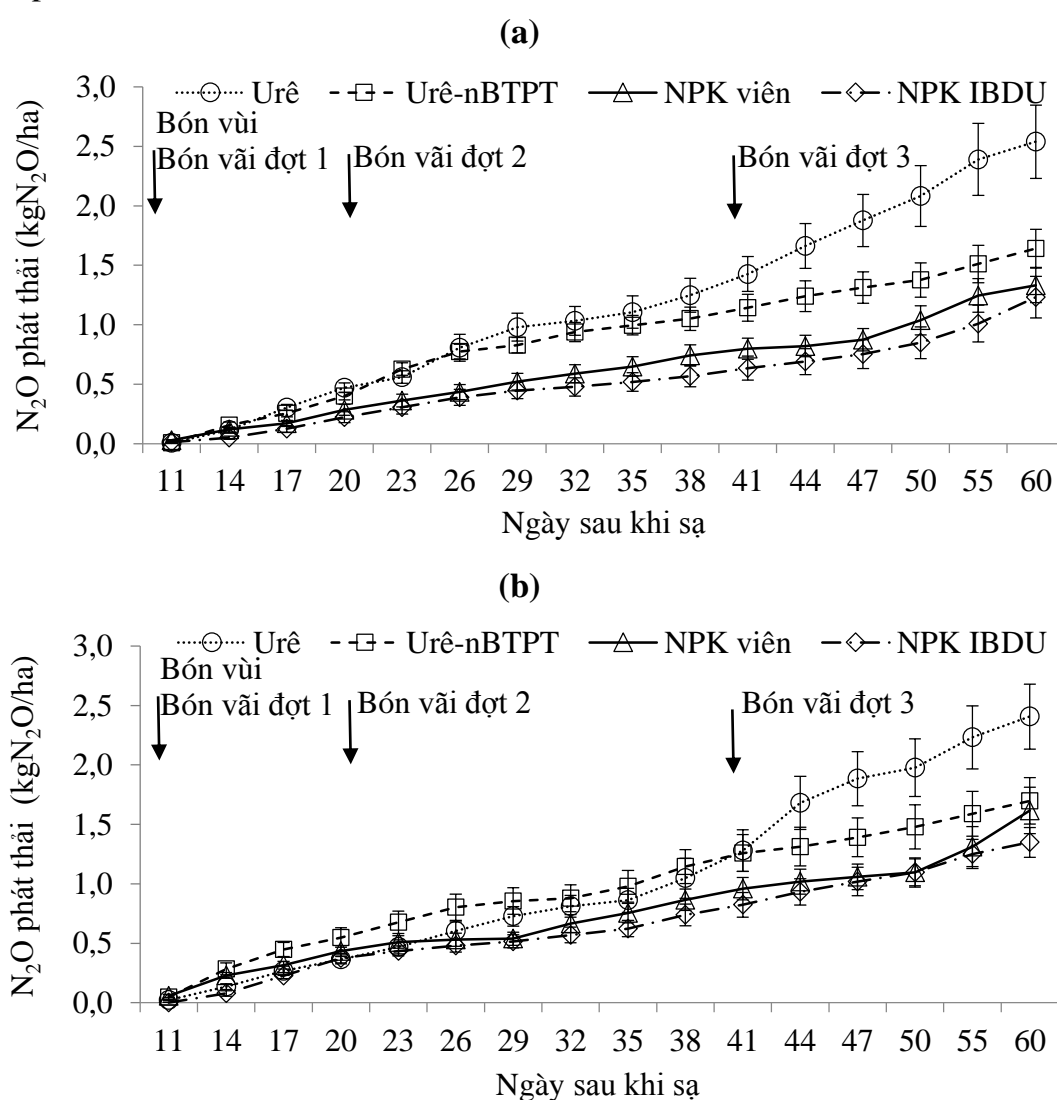 (a)
N₂O phát thải (kgN₂O/ha)
3,0
2,5
2,0
1,5
1,0
0,5
0,0
Urê Urê-nBTPT NPK viên NPK IBDU
Bón vùi
Bón vãi đợt 1 Bón vãi đợt 2 Bón vãi đợt 3
11 14 17 20 23 26 29 32 35 38 41 44 47 50 55 60
Ngày sau khi sạ
(b)
N₂O phát thải (kgN₂O/ha)
3,0
2,5
2,0
1,5
1,0
0,5
0,0
Urê Urê-nBTPT NPK viên NPK IBDU
Bón vùi
Bón vãi đợt 1 Bón vãi đợt 2 Bón vãi đợt 3
11 14 17 20 23 26 29 32 35 38 41 44 47 50 55 60
Ngày sau khi sạ